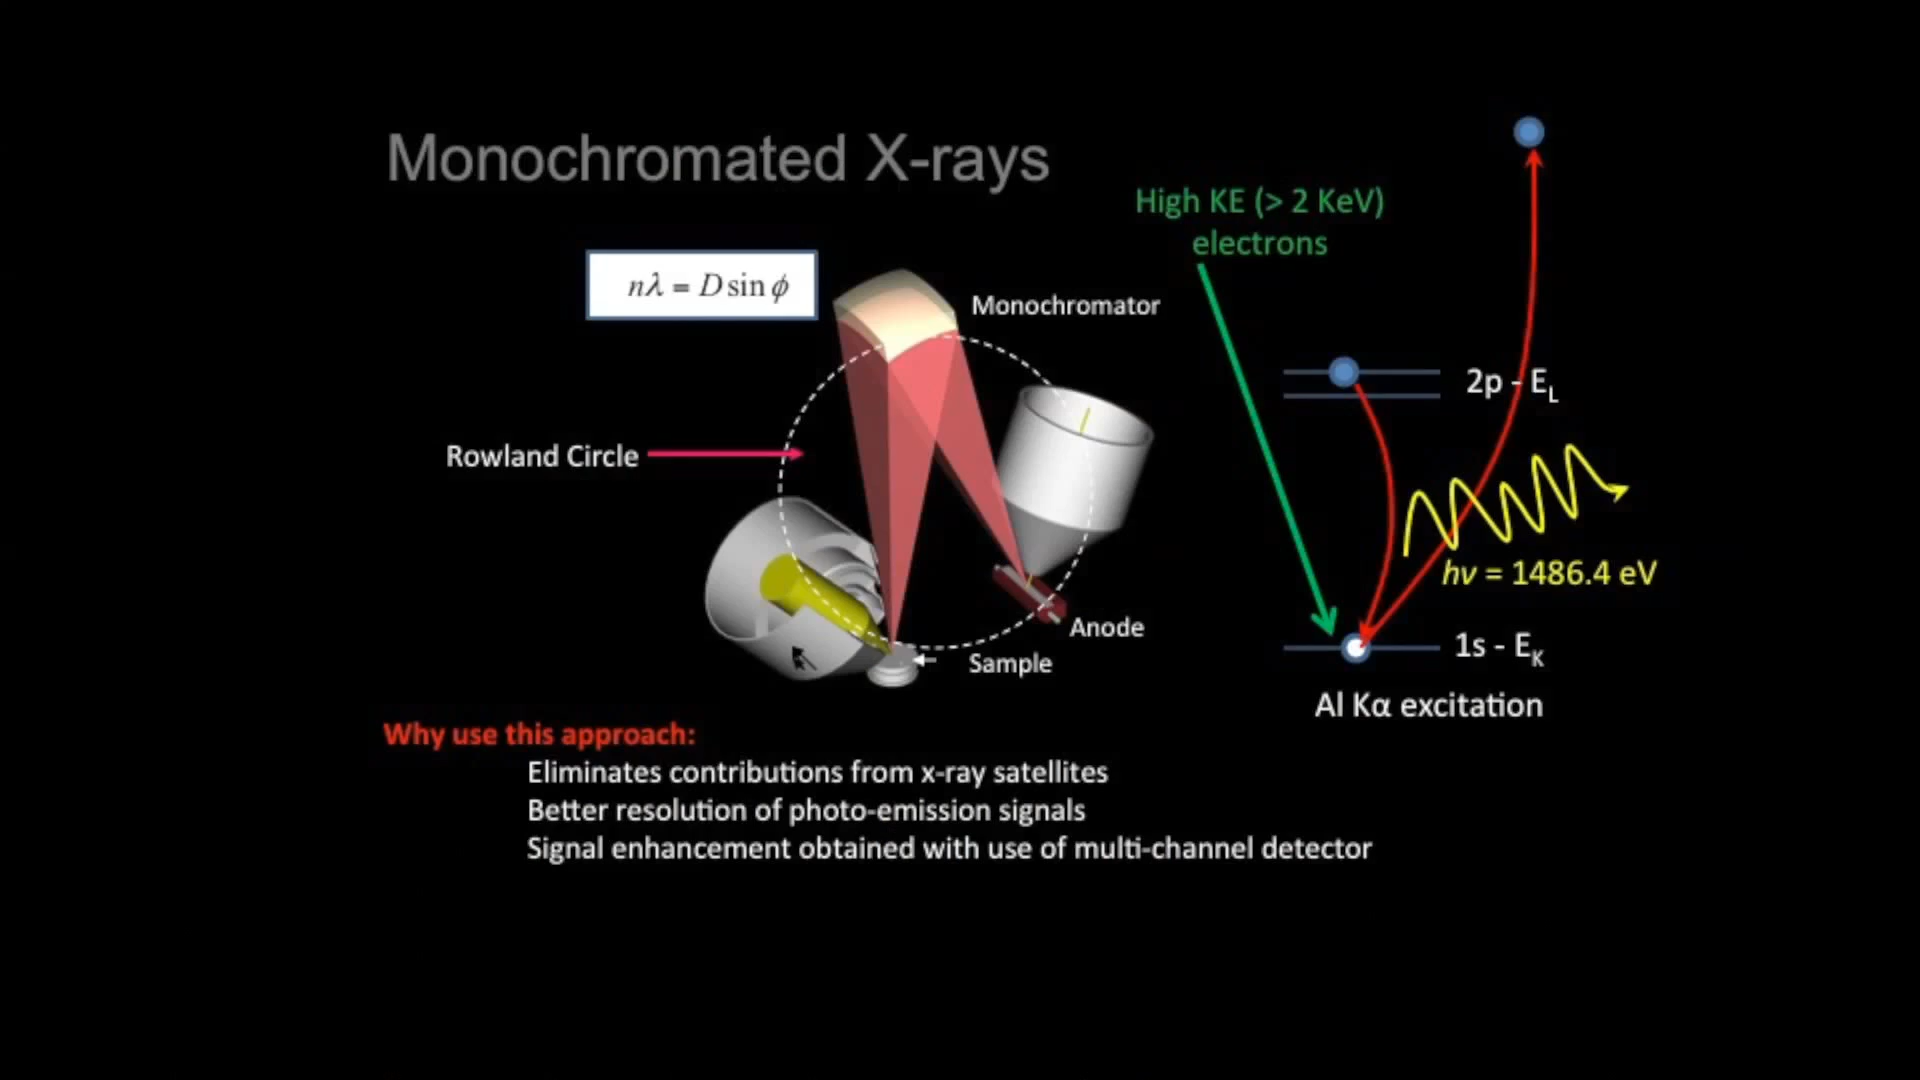 Monochromated X-rays
nλ = D sin ϕ
Monochromator
Rowland Circle
Anode
Sample
High KE (> 2 KeV)
electrons
2p - EL
hν = 1486.4 eV
1s - EK
Al Kα excitation
Why use this approach:
Eliminates contributions from x-ray satellites
Better resolution of photo-emission signals
Signal enhancement obtained with use of multi-channel detector